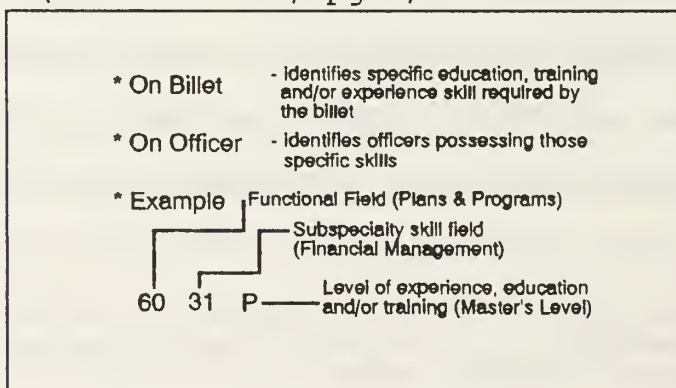 * On Billet - identifies specific education, training
and/or experience skill required by
the billet
* On Officer - identifies officers possessing those
specific skills
* Example Functional Field (Plans & Programs)
Subspecialty skill field
(Financial Management)
60 31 P Level of experience, education
and/or training (Master's Level)